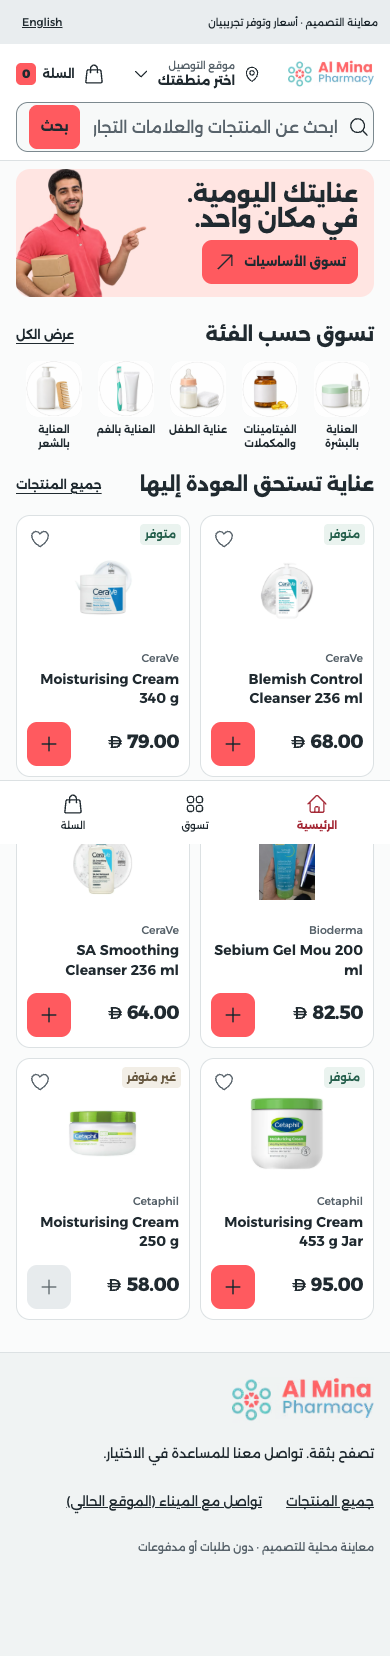 معاينة التصميم · أسعار وتوفر تجريبيان
English
Al Mina
Pharmacy
موقع التوصيل
اختر منطقتك
السلة
0
ابحث عن المنتجات والعلامات التجار
بحث
عنايتك اليومية.
في مكان واحد.
تسوق الأساسيات
تسوق حسب الفئة
عرض الكل
العناية
بالبشرة
الفيتامينات
والمكملات
عناية الطفل
العناية بالفم
العناية
بالشعر
عناية تستحق العودة إليها
جميع المنتجات
متوفر
CeraVe
Blemish Control
Cleanser 236 ml
68.00
متوفر
CeraVe
CeraVe
Moisturising Cream
340 g
79.00
الرئيسية
تسوق
السلة
Bioderma
Sebium Gel Mou 200
ml
82.50
CeraVe
SA Smoothing
Cleanser 236 ml
64.00
متوفر
Cetaphil
Cetaphil
Moisturising Cream
453 g Jar
95.00
غير متوفر
Cetaphil
Cetaphil
Moisturising Cream
250 g
58.00
Al Mina
Pharmacy
تصفح بثقة. تواصل معنا للمساعدة في الاختيار.
جميع المنتجات
تواصل مع الميناء (الموقع الحالي)
معاينة محلية للتصميم · دون طلبات أو مدفوعات